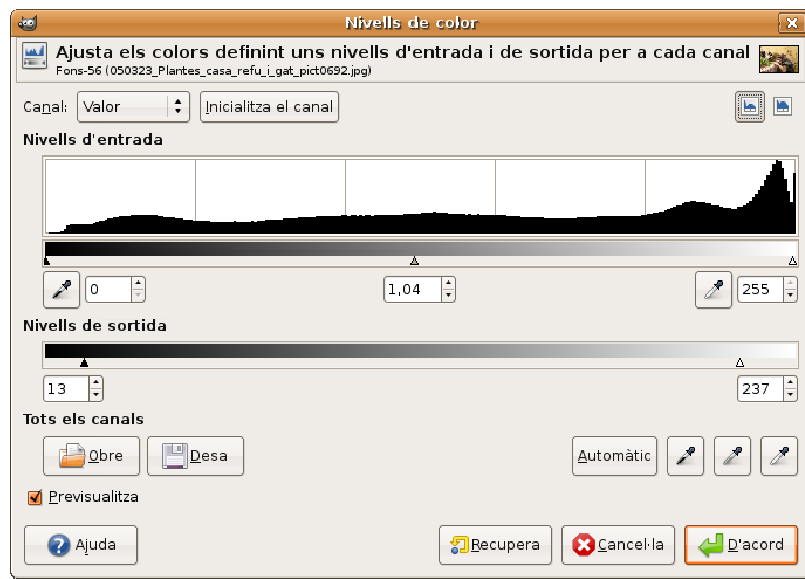 Nivells de color
Ajusta els colors definint uns nivells d'entrada i de sortida per a cada canal
Fons-56 (050323_Plantes_casa_refu_i_gat_pict0692.jpg)
Canal: Valor Inicialitza el canal
Nivells d'entrada
0 1,04 255
Nivells de sortida
13 237
Tots els canals
Obre Desa Automàtic
Previsualitza
Ajuda Recupera Cancel·la D'acord